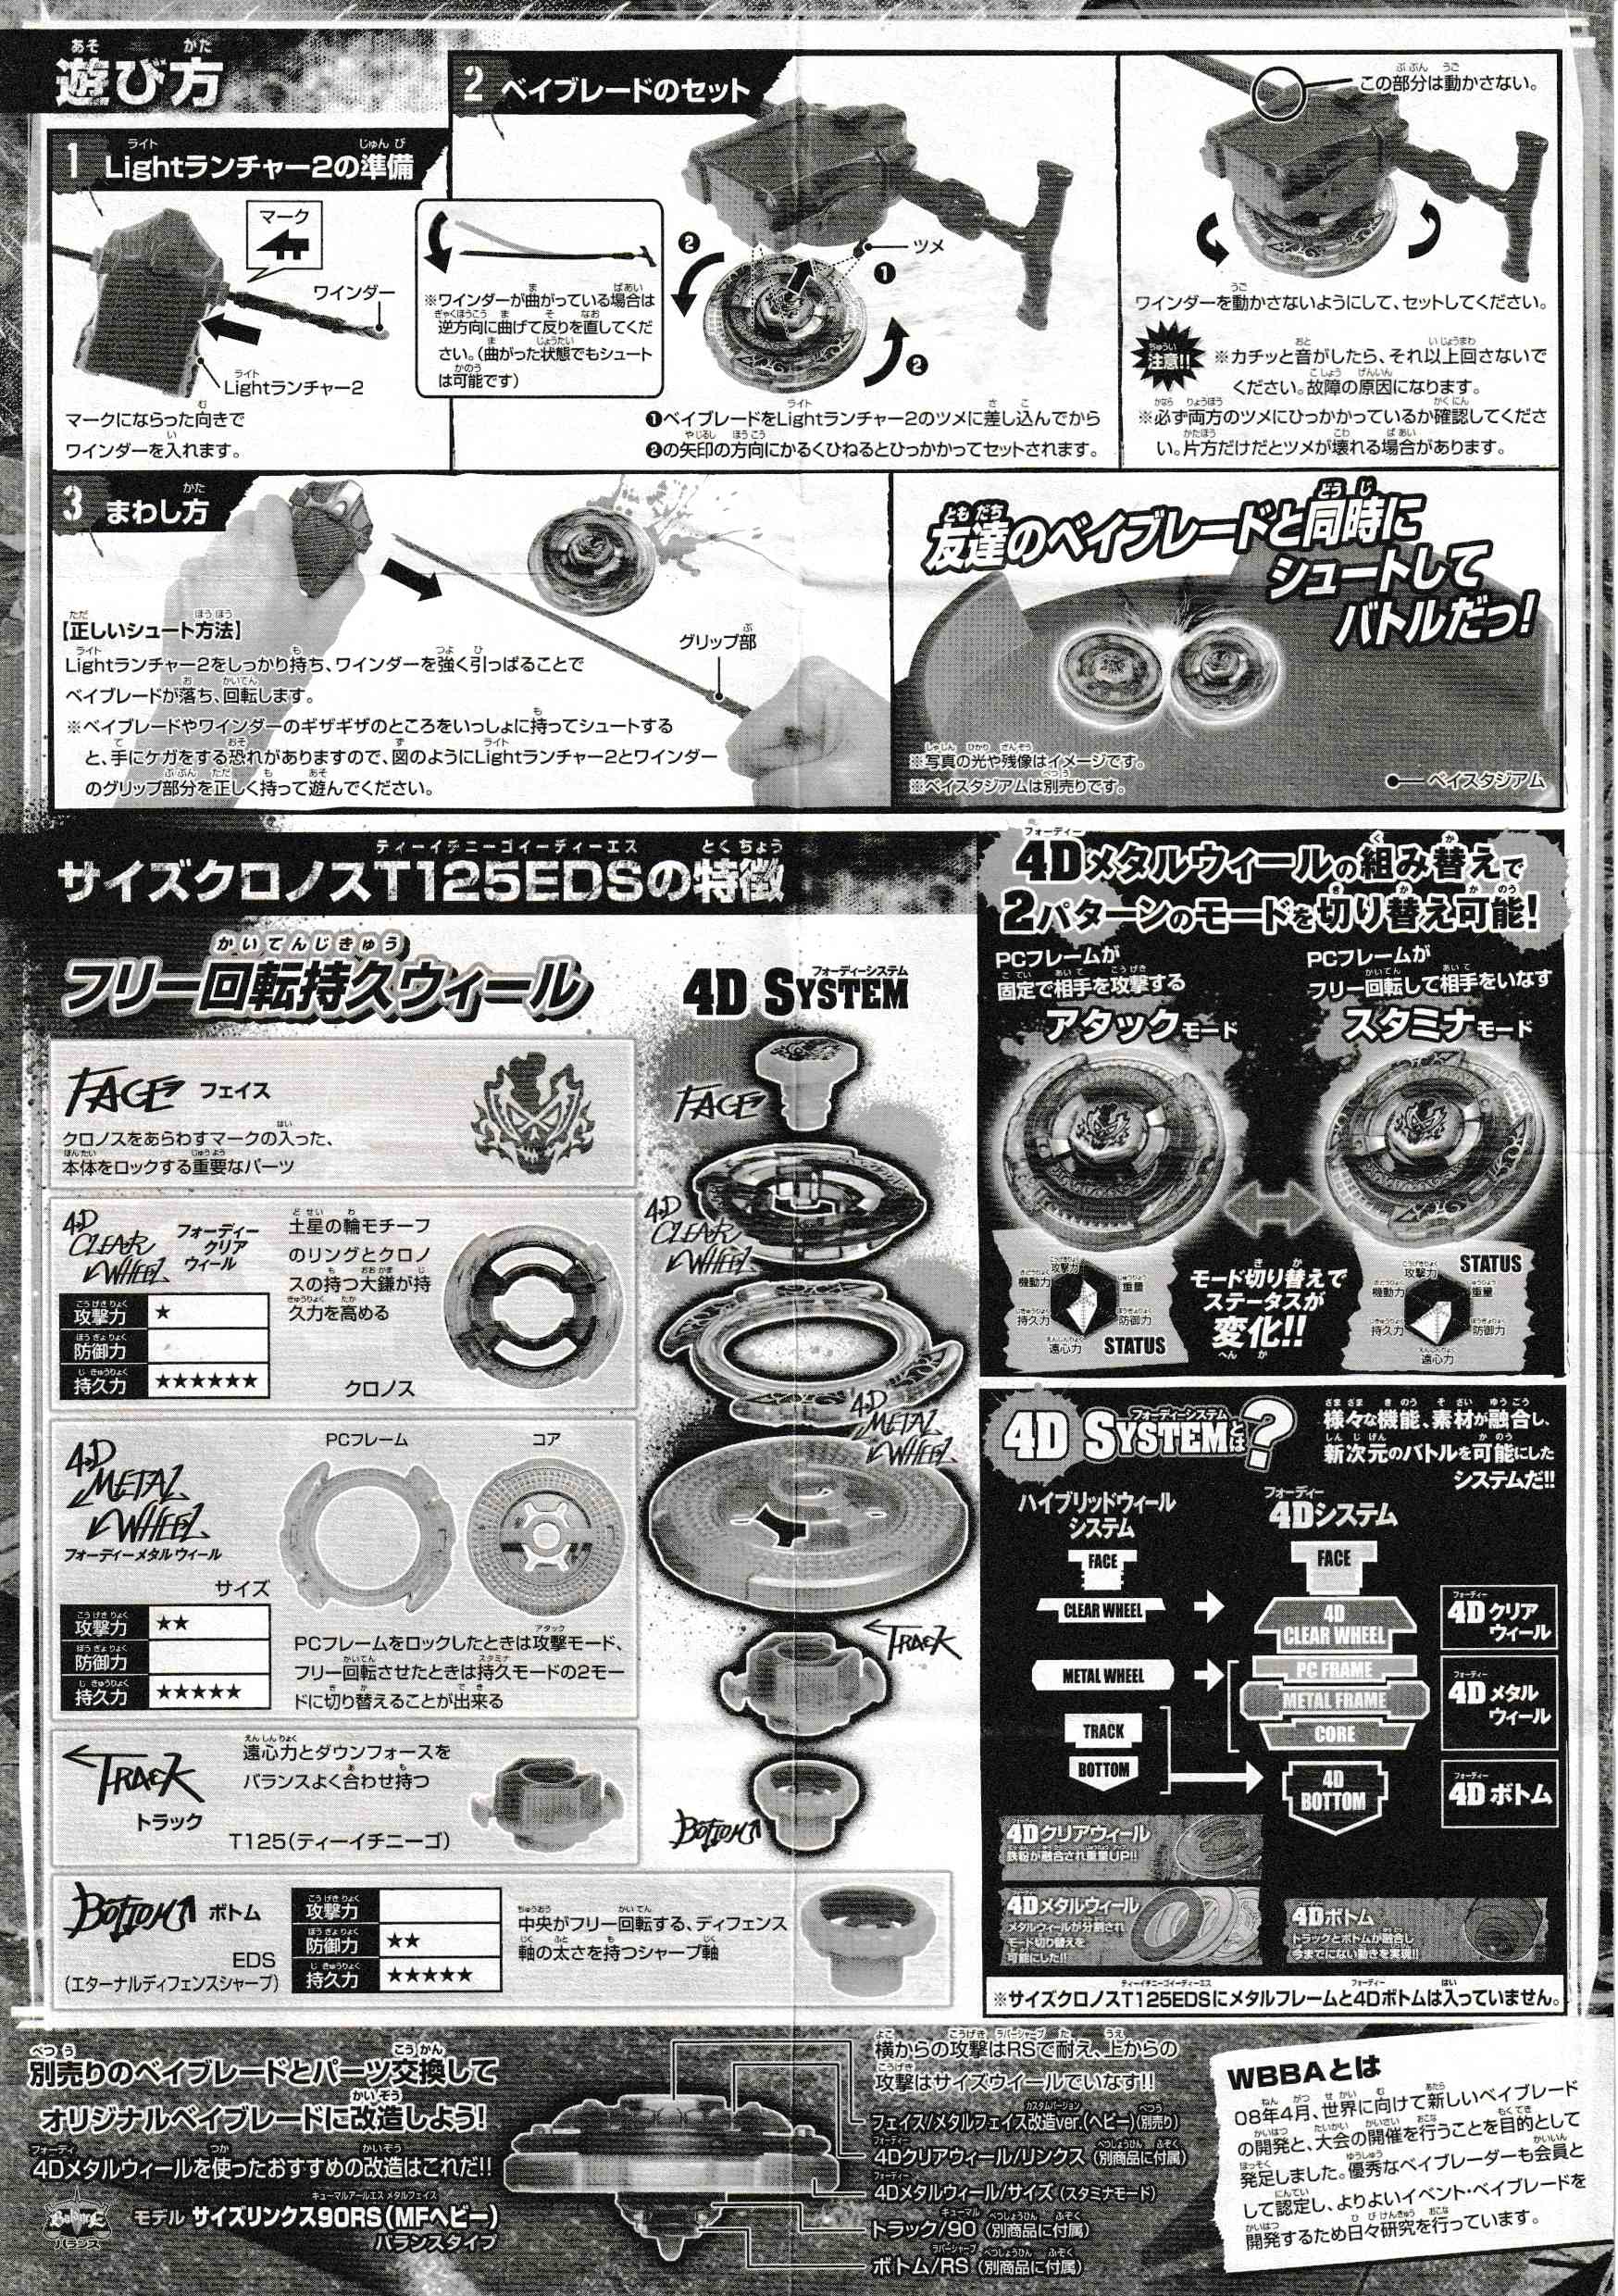 遊び方
1 Lightランチャー2の準備
マーク
ワインダー
Lightランチャー2
マークにならった向きで
ワインダーを入れます。
※ワインダーが曲がっている場合は
逆方向に曲げて反りを直してくだ
さい。(曲がった状態でもシュート
は可能です)
2 ベイブレードのセット
ツメ
❶
❷
❷
❶ベイブレードをLightランチャー2のツメに差し込んでから
❷の矢印の方向にかるくひねるとひっかかってセットされます。
この部分は動かさない。
ワインダーを動かさないようにして、セットしてください。
注意!!
※カチッと音がしたら、それ以上回さないで
ください。故障の原因になります。
※必ず両方のツメにひっかかっているか確認してくださ
い。片方だけだとツメが壊れる場合があります。
3 まわし方
【正しいシュート方法】
Lightランチャー2をしっかり持ち、ワインダーを強く引っぱることで
ベイブレードが落ち、回転します。
※ベイブレードやワインダーのギザギザのところをいっしょに持ってシュートする
と、手にケガをする恐れがありますので、図のようにLightランチャー2とワインダー
のグリップ部分を正しく持って遊んでください。
グリップ部
友達のベイブレードと同時に
シュートして
バトルだっ!
※写真の光や残像はイメージです。
※ベイスタジアムは別売りです。
ベイスタジアム
サイズクロノスT125EDSの特徴
フリー回転持久ウィール
4D SYSTEM
フォーディーシステム
FACE フェイス
クロノスをあらわすマークの入った、
本体をロックする重要なパーツ
4D CLEAR WHEEL
フォーディー
クリア
ウィール
土星の輪モチーフ
のリングとクロノ
スの持つ大鎌が持
久力を高める
攻撃力 ★
防御力
持久力 ★★★★★★
クロノス
4D METAL WHEEL
フォーディーメタルウィール
PCフレーム
コア
サイズ
攻撃力 ★★
防御力
持久力 ★★★★★
PCフレームをロックしたときは攻撃モード、
フリー回転させたときは持久モードの2モー
ドに切り替えることが出来る
TRACK
トラック
遠心力とダウンフォースを
バランスよく合わせ持つ
T125(ティーイチニーゴ)
BOTTOM ボトム
EDS
(エターナルディフェンスシャープ)
攻撃力
防御力 ★★
持久力 ★★★★★
中央がフリー回転する、ディフェンス
軸の太さを持つシャープ軸
FACE
4D CLEAR WHEEL
4D METAL WHEEL
TRACK
BOTTOM
4Dメタルウィールの組み替えで
2パターンのモードを切り替え可能!
PCフレームが
固定で相手を攻撃する
アタックモード
PCフレームが
フリー回転して相手をいなす
スタミナモード
攻撃力
重量
防御力
遠心力
持久力
機動力
STATUS
モード切り替えで
ステータスが
変化!!
攻撃力
重量
防御力
遠心力
持久力
機動力
STATUS
4D SYSTEMとは?
様々な機能、素材が融合し、
新次元のバトルを可能にした
システムだ!!
ハイブリッドウィール
システム
4Dシステム
FACE
CLEAR WHEEL
METAL WHEEL
TRACK
BOTTOM
FACE
4D
CLEAR WHEEL
PC FRAME
METAL FRAME
CORE
4D
BOTTOM
4Dクリア
ウィール
4Dメタル
ウィール
4Dボトム
4Dクリアウィール
鉄粉が融合され重量UP!!
4Dメタルウィール
メタルウィールが分割され
モード切り替えを
可能にした!!
4Dボトム
トラックとボトムが融合し
今までにない動きを実現!!
※サイズクロノスT125EDSにメタルフレームと4Dボトムは入っていません。
別売りのベイブレードとパーツ交換して
オリジナルベイブレードに改造しよう!
4Dメタルウィールを使ったおすすめの改造はこれだ!!
Balance
バランス
モデル サイズリンクス90RS(MFヘビー)
バランスタイプ
横からの攻撃はRSで耐え、上からの
攻撃はサイズウィールでいなす!!
フェイス/メタルフェイス改造ver.(ヘビー)(別売り)
4Dクリアウィール/リンクス (別商品に付属)
4Dメタルウィール/サイズ (スタミナモード)
トラック/90 (別商品に付属)
ボトム/RS (別商品に付属)
WBBAとは
08年4月、世界に向けて新しいベイブレード
の開発と、大会の開催を行うことを目的として
発足しました。優秀なベイブレーダーも会員と
して認定し、よりよいイベント・ベイブレードを
開発するため日々研究を行っています。